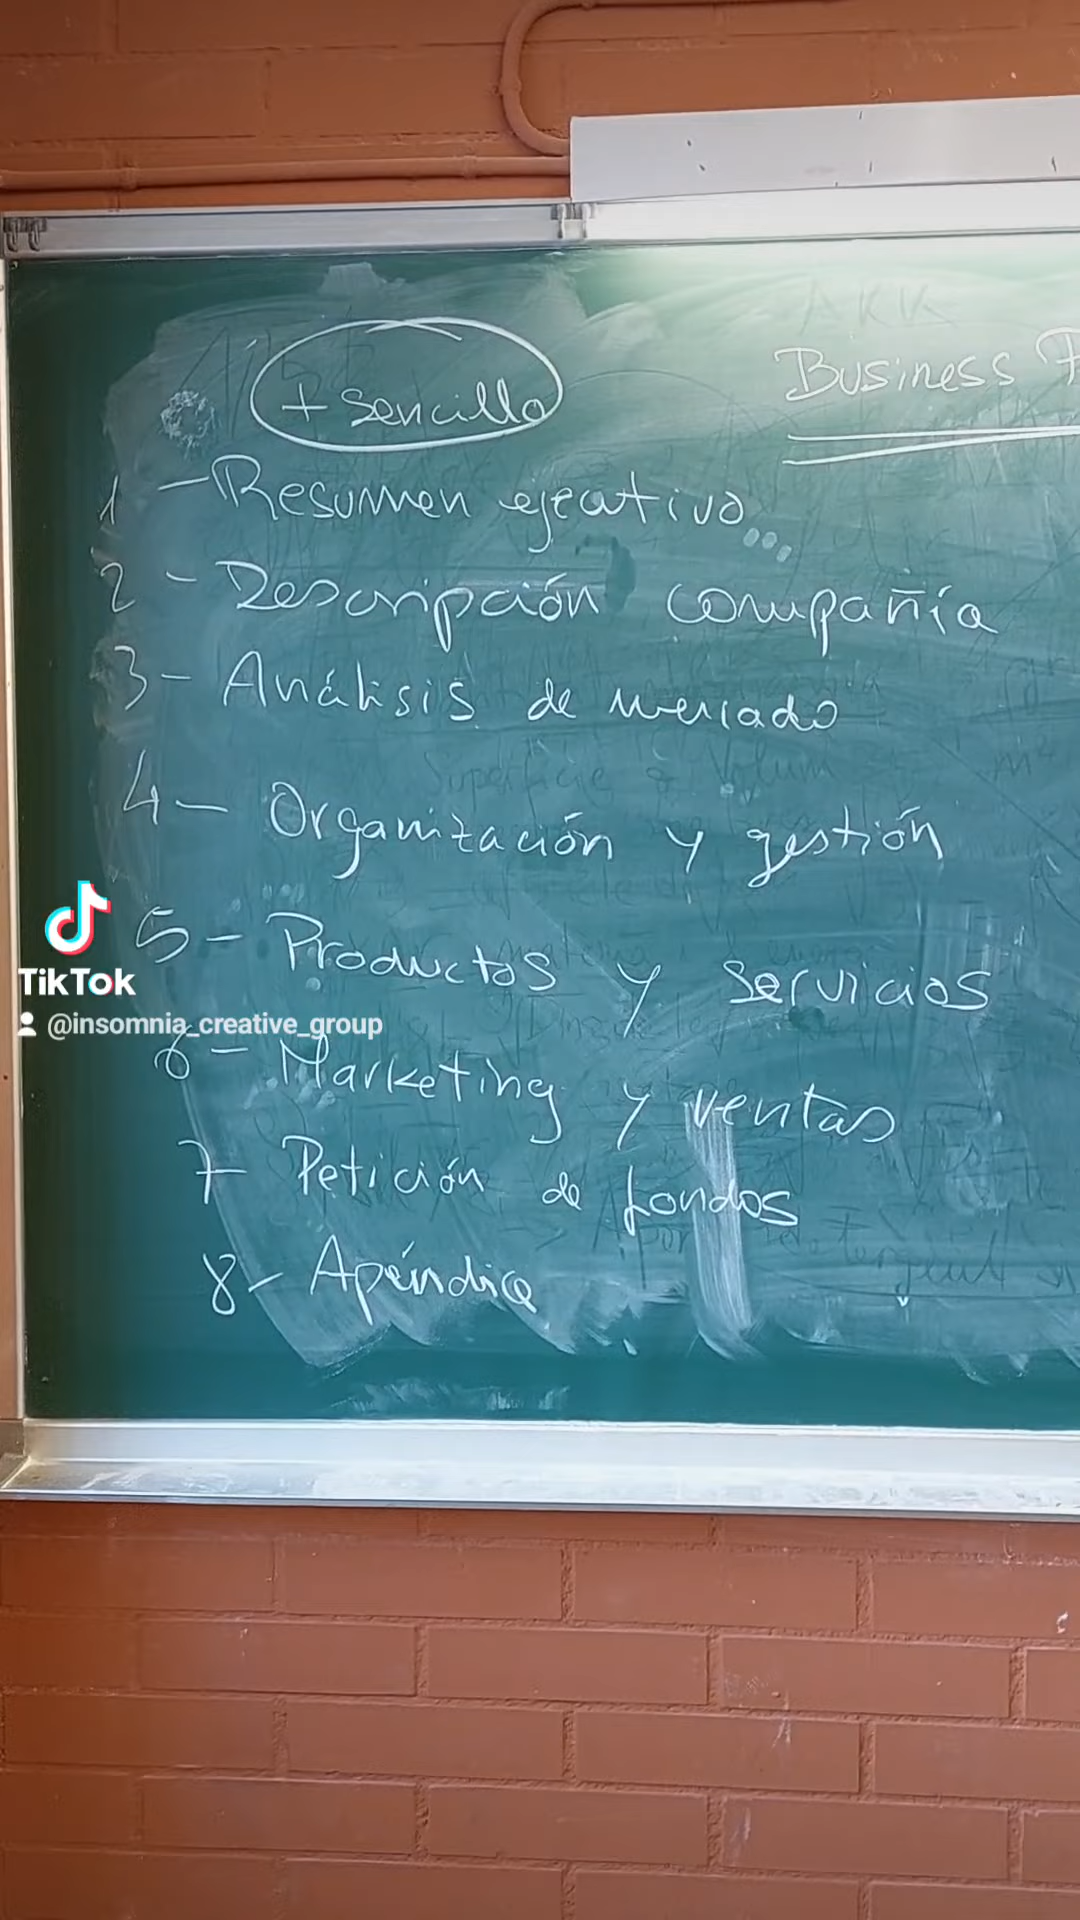 + sencillo
Business P
1 - Resumen ejecutivo...
2 - Descripción compañía
3 - Análisis de mercado
4 - Organización y gestión
5 - Productos y servicios
6 - Marketing y ventas
7 - Petición de fondos
8 - Apéndice
TikTok
@insomnia_creative_group